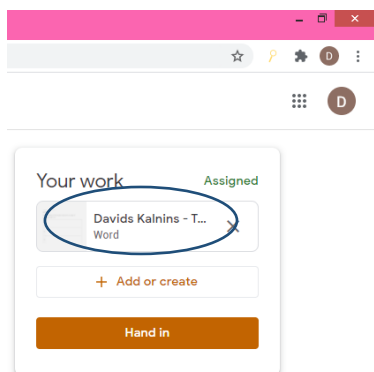 D
D
Your work Assigned
Davids Kalnins - T...
Word
+ Add or create
Hand in